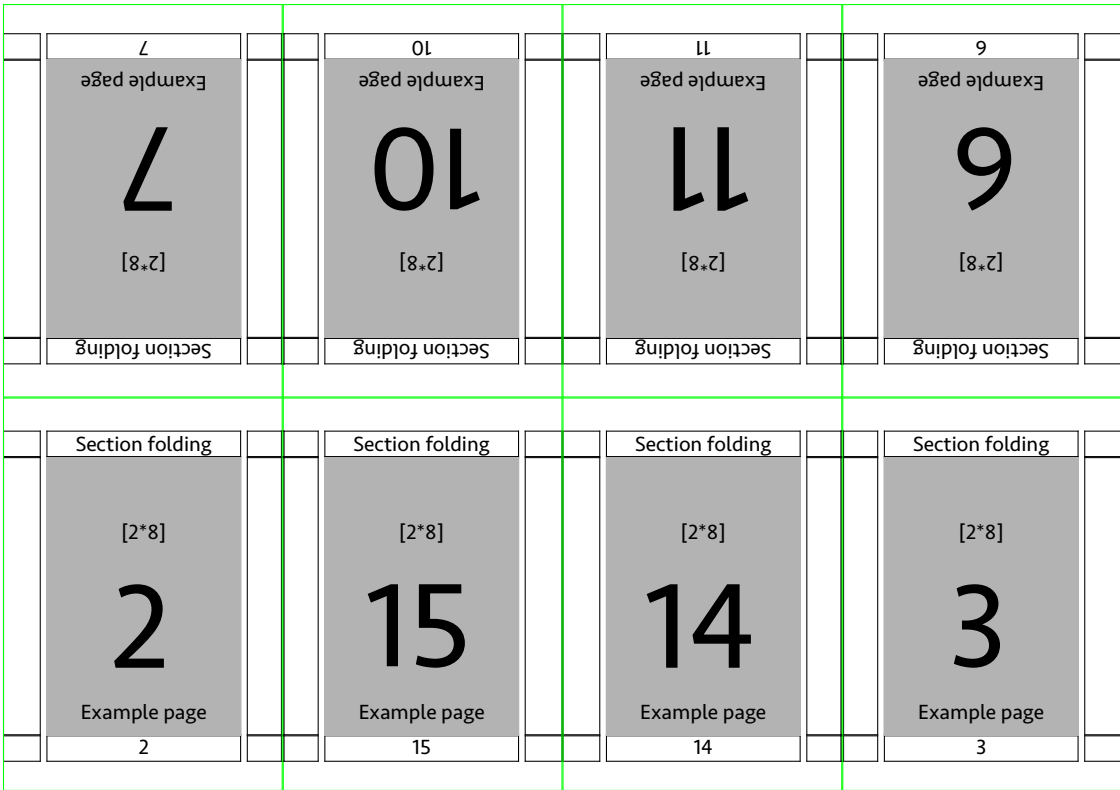 Section folding
[2*8]
7
Example page
7
Section folding
[2*8]
10
Example page
10
Section folding
[2*8]
11
Example page
11
Section folding
[2*8]
6
Example page
6
Section folding
[2*8]
2
Example page
2
Section folding
[2*8]
15
Example page
15
Section folding
[2*8]
14
Example page
14
Section folding
[2*8]
3
Example page
3